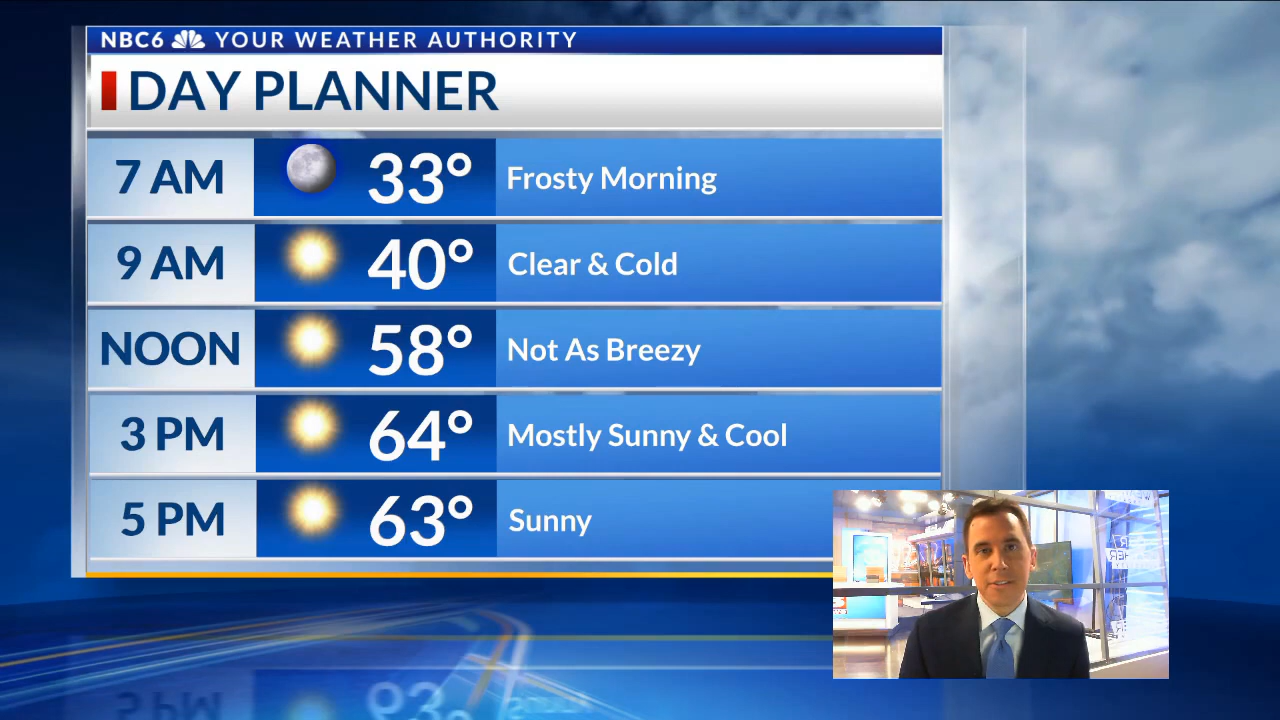 NBC6 YOUR WEATHER AUTHORITY
DAY PLANNER
7 AM 33° Frosty Morning
9 AM 40° Clear & Cold
NOON 58° Not As Breezy
3 PM 64° Mostly Sunny & Cool
5 PM 63° Sunny